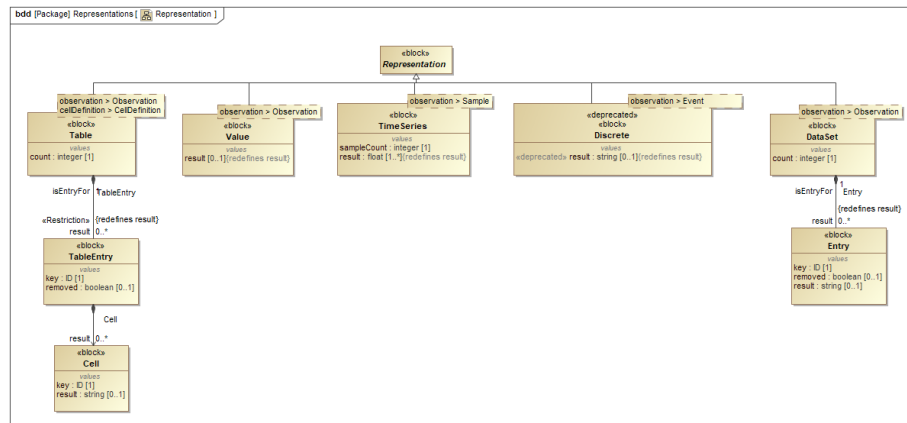 bdd [Package] Representations [ Representation ]
«block»
Representation
observation > Observation
cellDefinition > CellDefinition
«block»
Table
values
count : integer [1]
observation > Observation
«block»
Value
values
result [0..1]{redefines result}
observation > Sample
«block»
TimeSeries
values
sampleCount : integer [1]
result : float [1..*]{redefines result}
observation > Event
«deprecated»
«block»
Discrete
values
«deprecated» result : string [0..1]{redefines result}
observation > Observation
«block»
DataSet
values
count : integer [1]
isEntryFor 1 TableEntry
«Restriction» {redefines result}
result 0..*
«block»
TableEntry
values
key : ID [1]
removed : boolean [0..1]
Cell
result 0..*
«block»
Cell
values
key : ID [1]
result : string [0..1]
isEntryFor 1 Entry
{redefines result}
result 0..*
«block»
Entry
values
key : ID [1]
removed : boolean [0..1]
result : string [0..1]